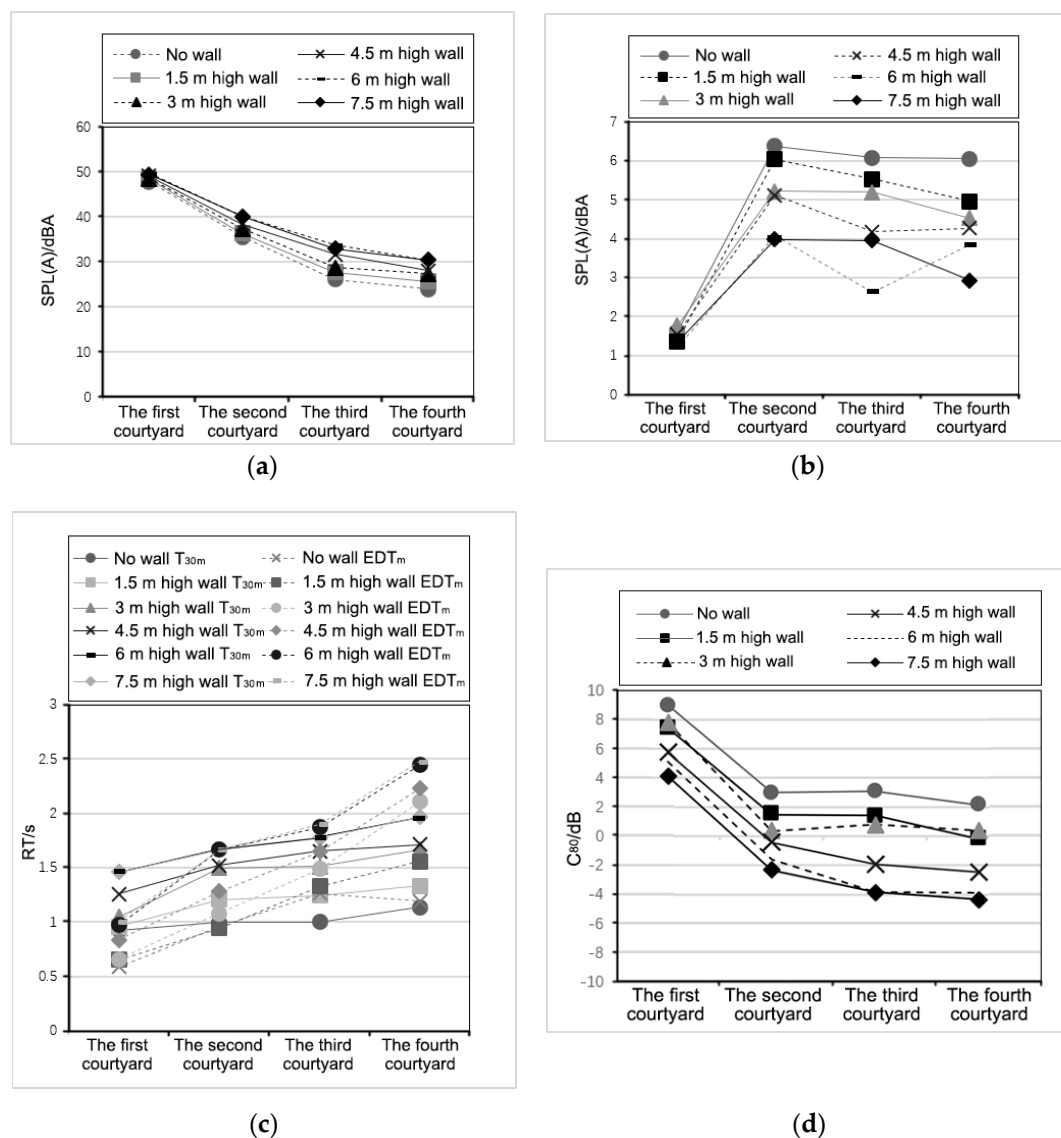 No wall
4.5 m high wall
1.5 m high wall
6 m high wall
3 m high wall
7.5 m high wall
SPL(A)/dBA
60
50
40
30
20
10
0
The first
courtyard
The second
courtyard
The third
courtyard
The fourth
courtyard
(a)
No wall
4.5 m high wall
1.5 m high wall
6 m high wall
3 m high wall
7.5 m high wall
SPL(A)/dBA
7
6
5
4
3
2
1
0
The first
courtyard
The second
courtyard
The third
courtyard
The fourth
courtyard
(b)
No wall T30m
No wall EDTm
1.5 m high wall T30m
1.5 m high wall EDTm
3 m high wall T30m
3 m high wall EDTm
4.5 m high wall T30m
4.5 m high wall EDTm
6 m high wall T30m
6 m high wall EDTm
7.5 m high wall T30m
7.5 m high wall EDTm
RT/s
3
2.5
2
1.5
1
0.5
0
The first
courtyard
The second
courtyard
The third
courtyard
The fourth
courtyard
(c)
No wall
4.5 m high wall
1.5 m high wall
6 m high wall
3 m high wall
7.5 m high wall
C80/dB
10
8
6
4
2
0
-2
-4
-6
-8
-10
The first
courtyard
The second
courtyard
The third
courtyard
The fourth
courtyard
(d)